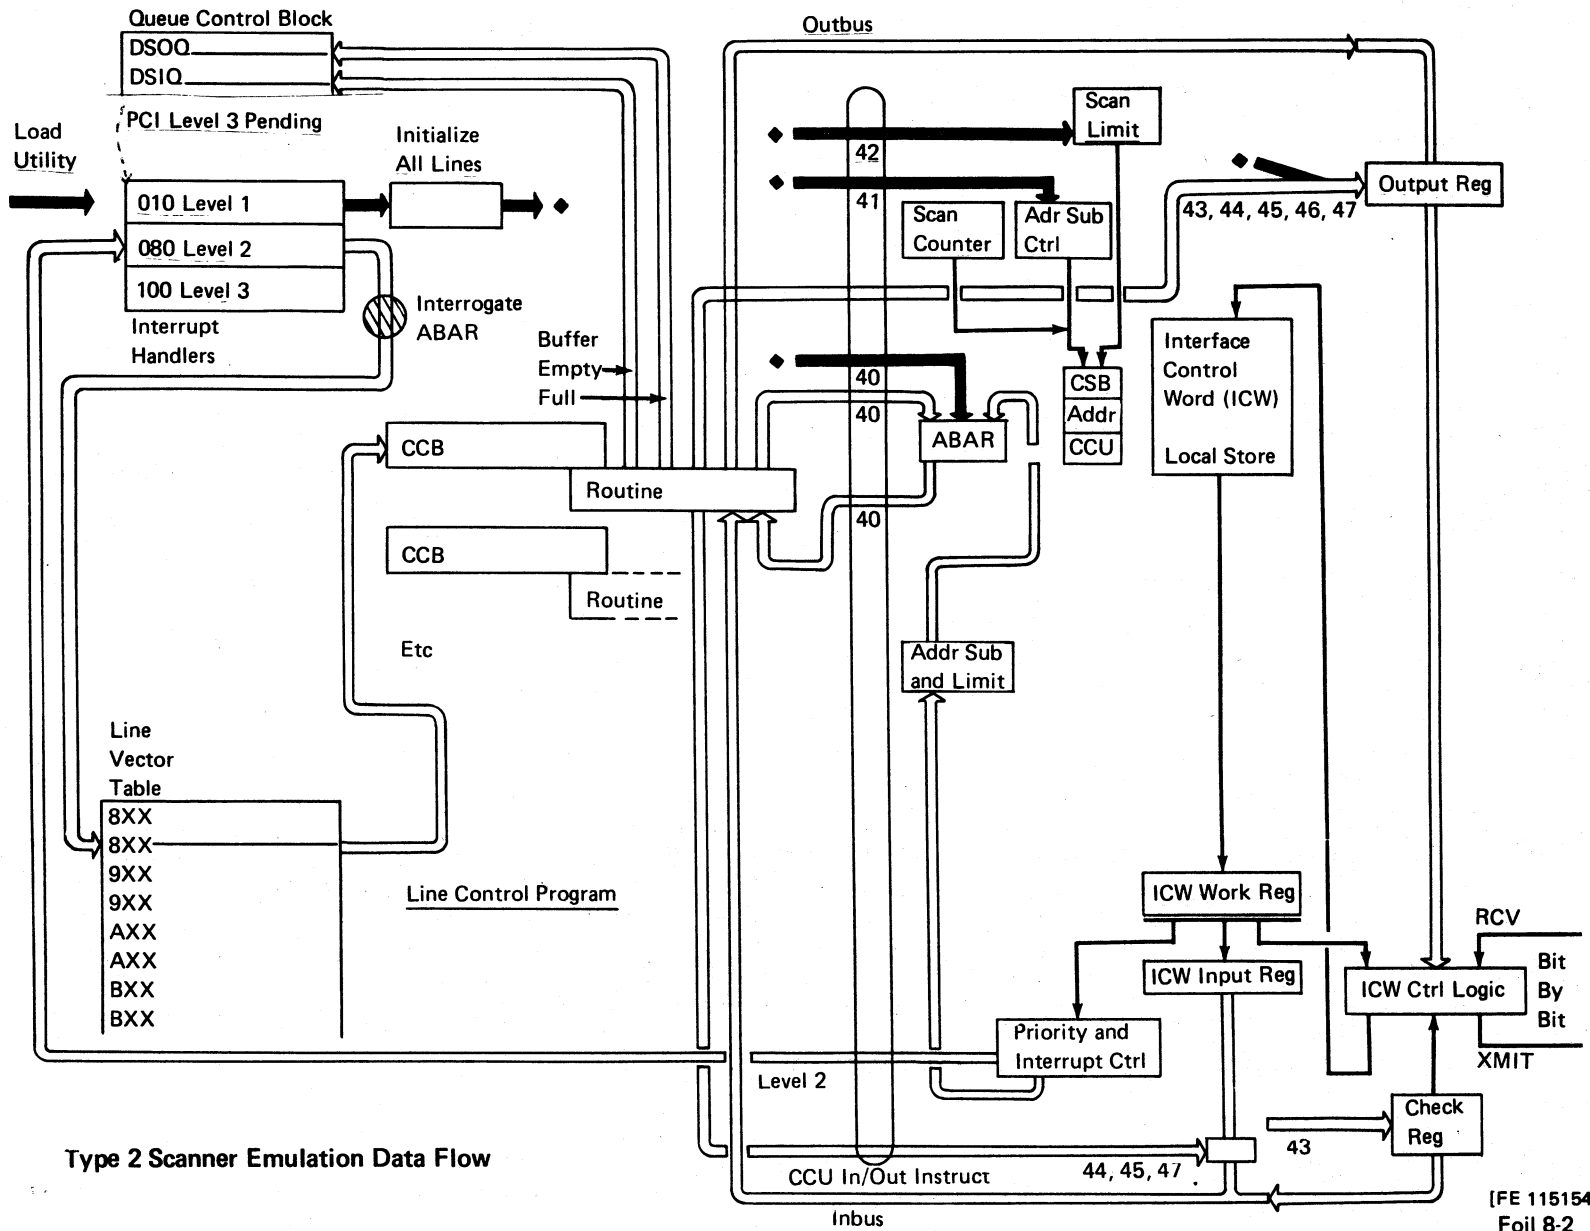 Queue Control Block
DSOQ
DSIQ
PCI Level 3 Pending
Load
Utility
Initialize
All Lines
010 Level 1
080 Level 2
100 Level 3
Interrupt
Handlers
Interrogate
ABAR
Buffer
Empty
Full
CCB
Routine
CCB
Routine
Etc
Line
Vector
Table
8XX
8XX
9XX
9XX
AXX
AXX
BXX
BXX
Line Control Program
Outbus
42
41
40
40
40
Scan
Limit
Scan
Counter
Adr Sub
Ctrl
CSB
Addr
CCU
ABAR
Addr Sub
and Limit
43, 44, 45, 46, 47
Output Reg
Interface
Control
Word (ICW)
Local Store
ICW Work Reg
ICW Input Reg
ICW Ctrl Logic
RCV
Bit
By
Bit
XMIT
Priority and
Interrupt Ctrl
Level 2
Check
Reg
43
44, 45, 47
CCU In/Out Instruct
Inbus
Type 2 Scanner Emulation Data Flow
[FE 115154
Foil 8-2